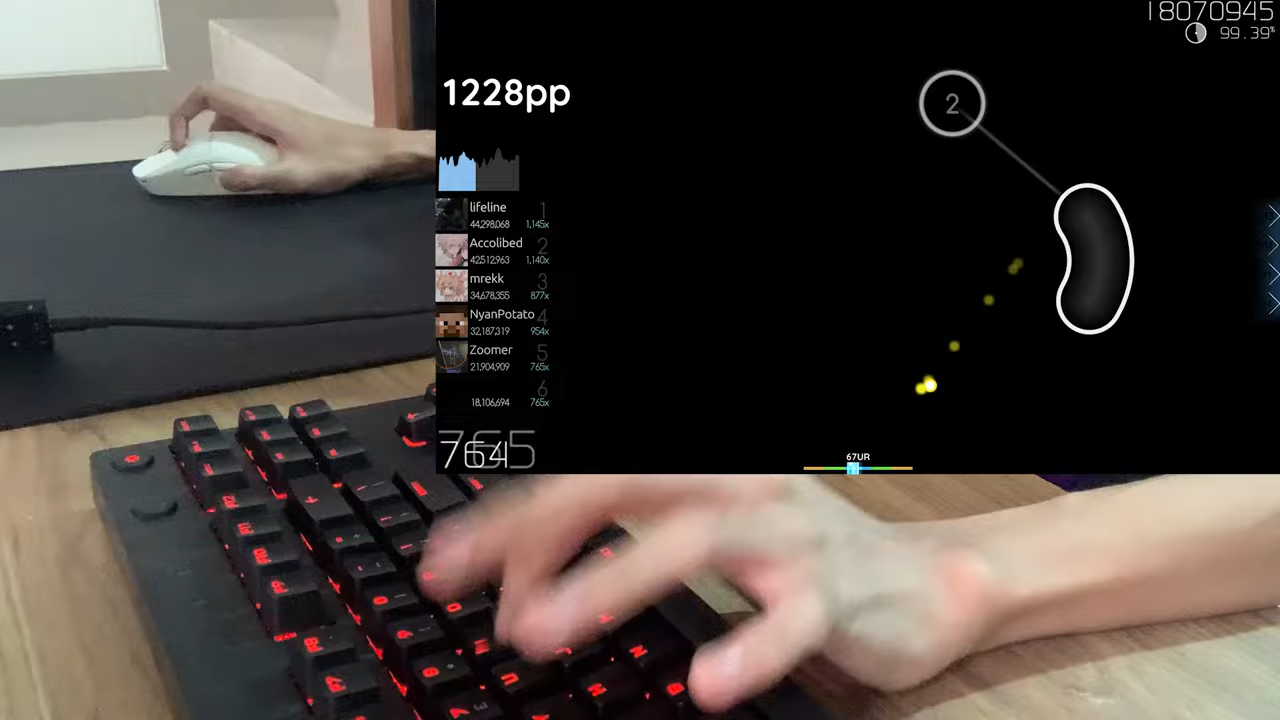 18070945
99.39%
1228pp
2
lifeline 1
44,298,068 1,145x
Accolibed 2
42,512,963 1,140x
mrekk 3
34,678,355 877x
NyanPotato 4
32,187,319 954x
Zoomer 5
21,904,909 765x
6
18,106,694 765x
765
764
67UR